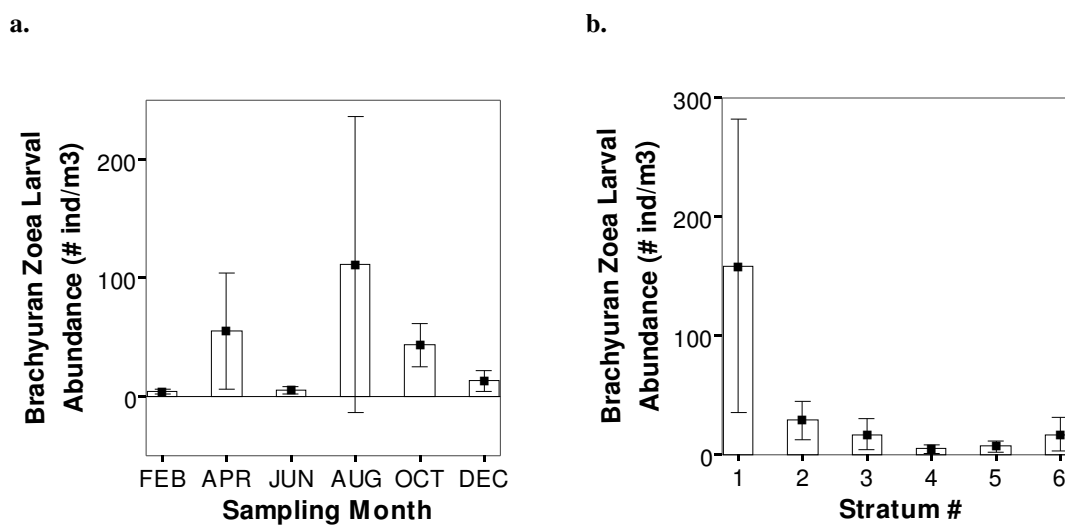 a.
b.
Brachyuran Zoea Larval
Abundance (# ind/m3)
200
100
0
FEB APR JUN AUG OCT DEC
Sampling Month
Brachyuran Zoea Larval
Abundance (# ind/m3)
300
200
100
0
1 2 3 4 5 6
Stratum #